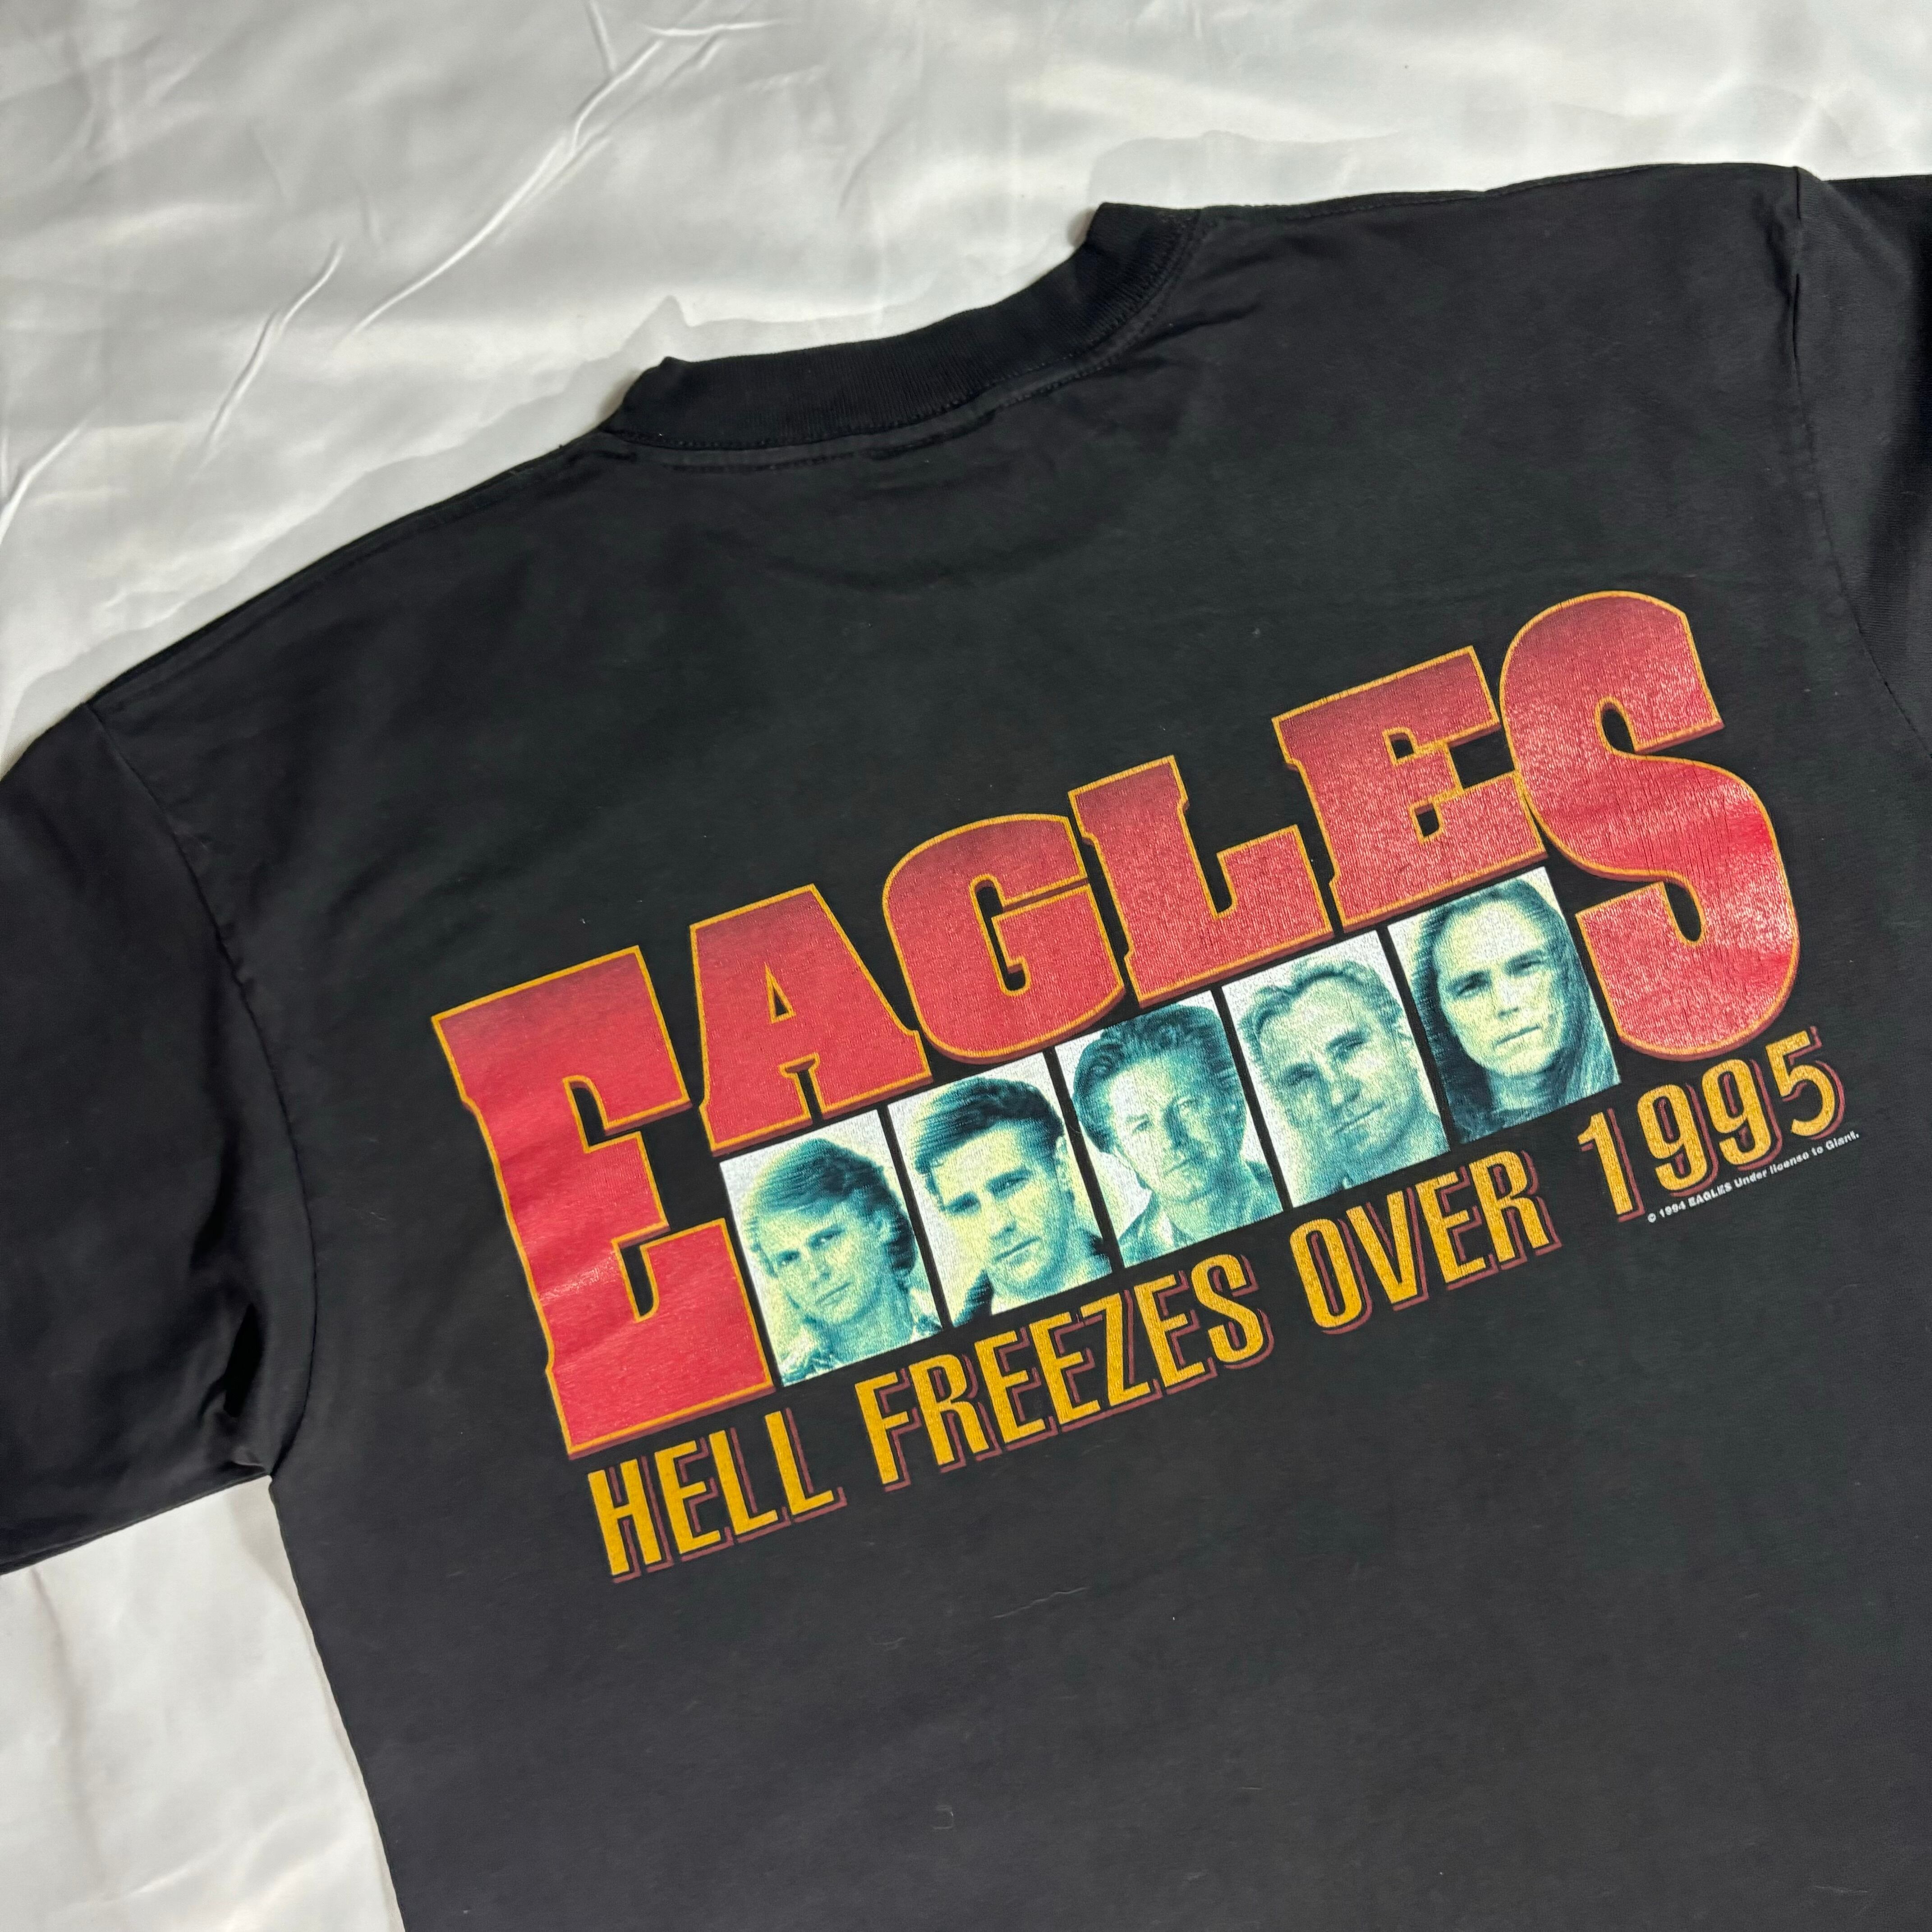 EAGLES
HELL FREEZES OVER 1995
© 1994 EAGLES Under license to Giant.